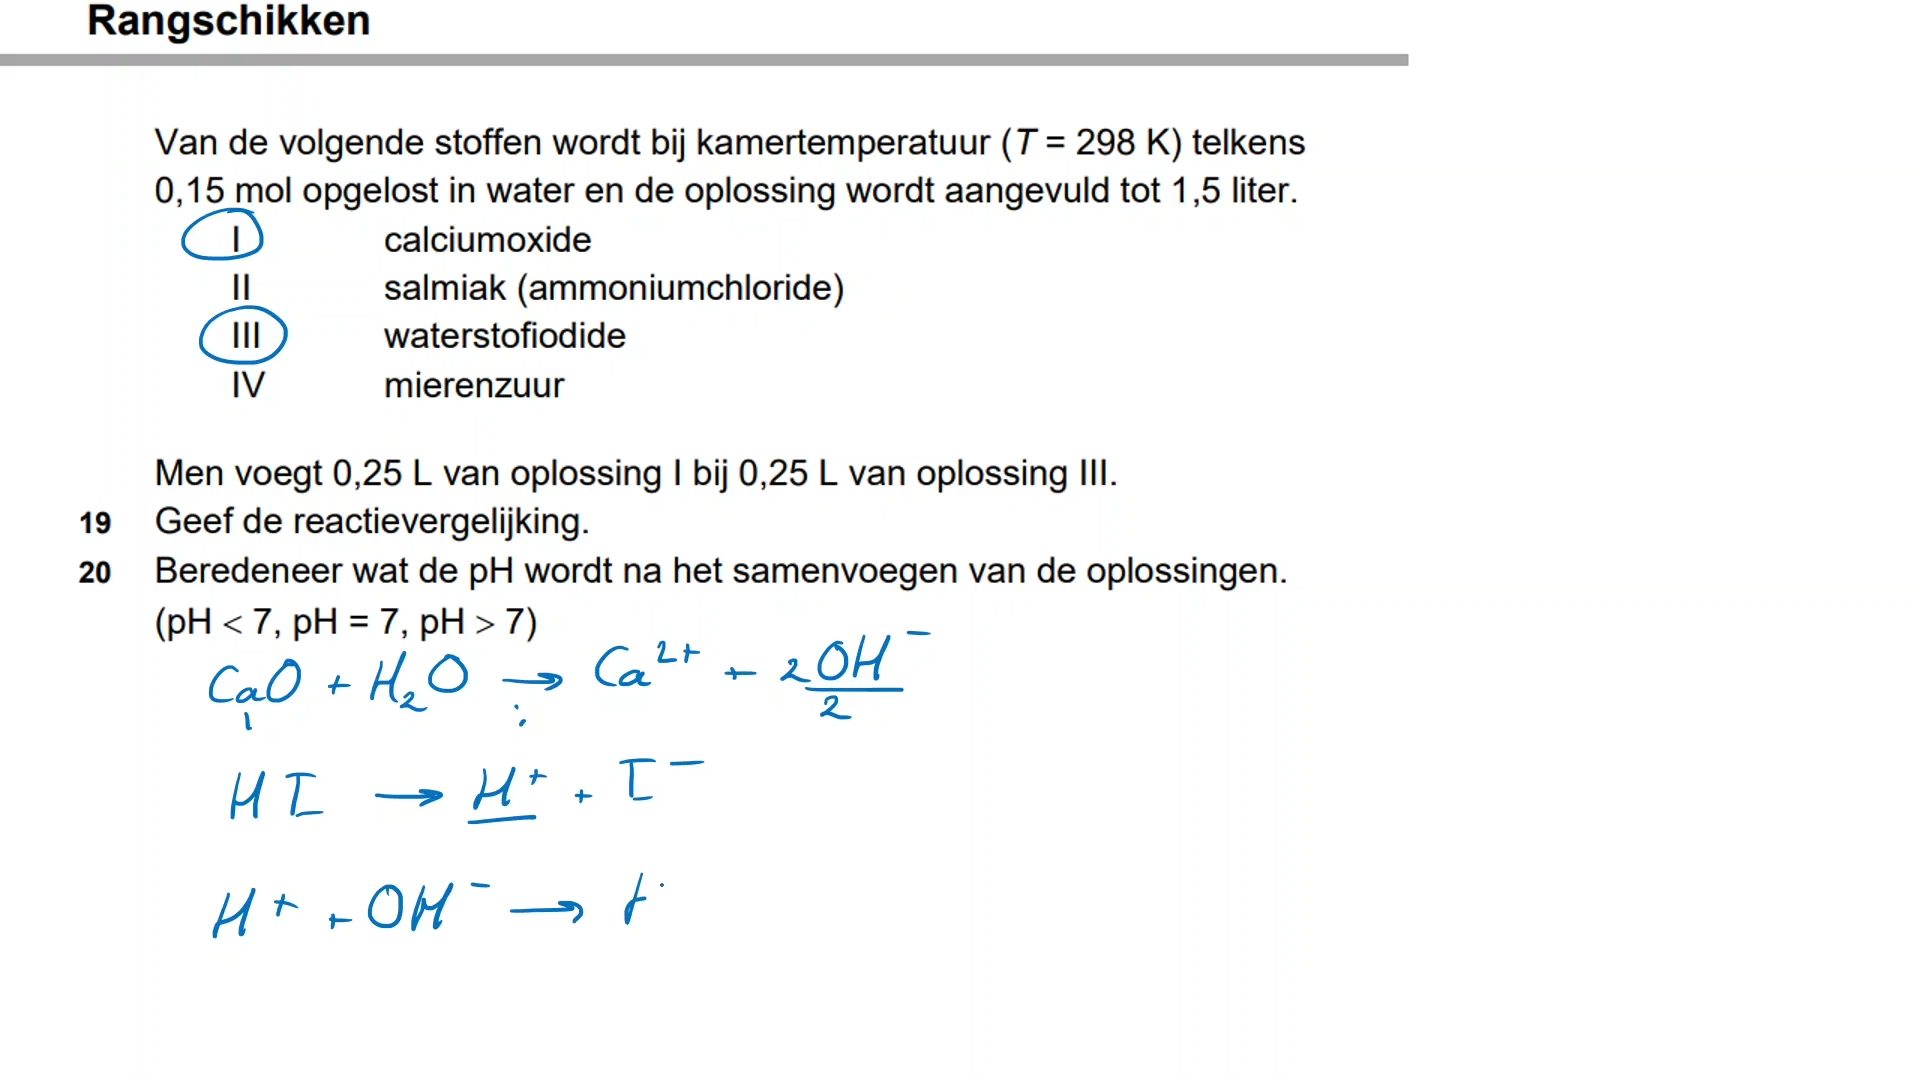 Rangschikken
Van de volgende stoffen wordt bij kamertemperatuur (T = 298 K) telkens
0,15 mol opgelost in water en de oplossing wordt aangevuld tot 1,5 liter.
I calciumoxide
II salmiak (ammoniumchloride)
III waterstofiodide
IV mierenzuur
Men voegt 0,25 L van oplossing I bij 0,25 L van oplossing III.
19 Geef de reactievergelijking.
20 Beredeneer wat de pH wordt na het samenvoegen van de oplossingen.
(pH < 7, pH = 7, pH > 7)
CaO + H₂O → Ca²⁺ + 2OH⁻
1 : 2
HI → H⁺ + I⁻
H⁺ + OH⁻ →